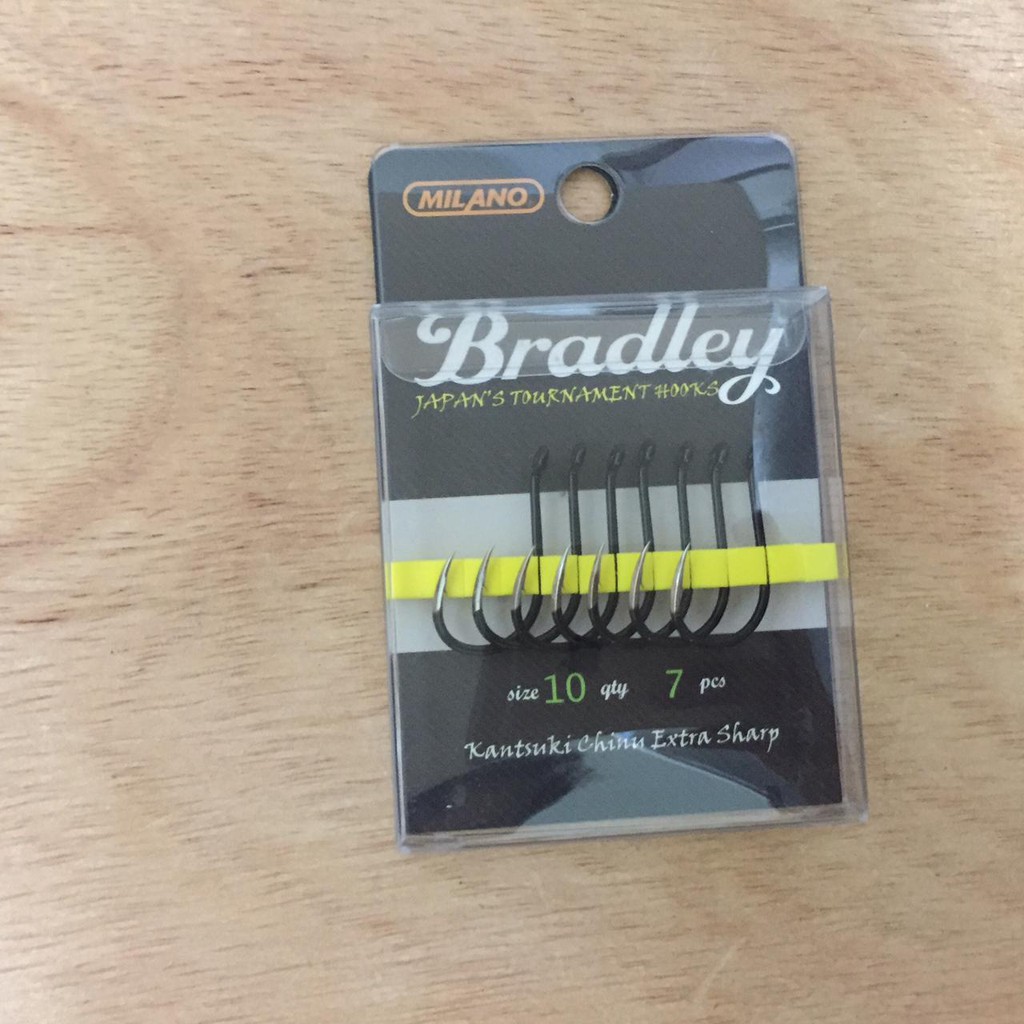 MILANO
Bradley
JAPAN'S TOURNAMENT HOOKS
size 10 qty 7 pcs
Kantsuki Chinu Extra Sharp